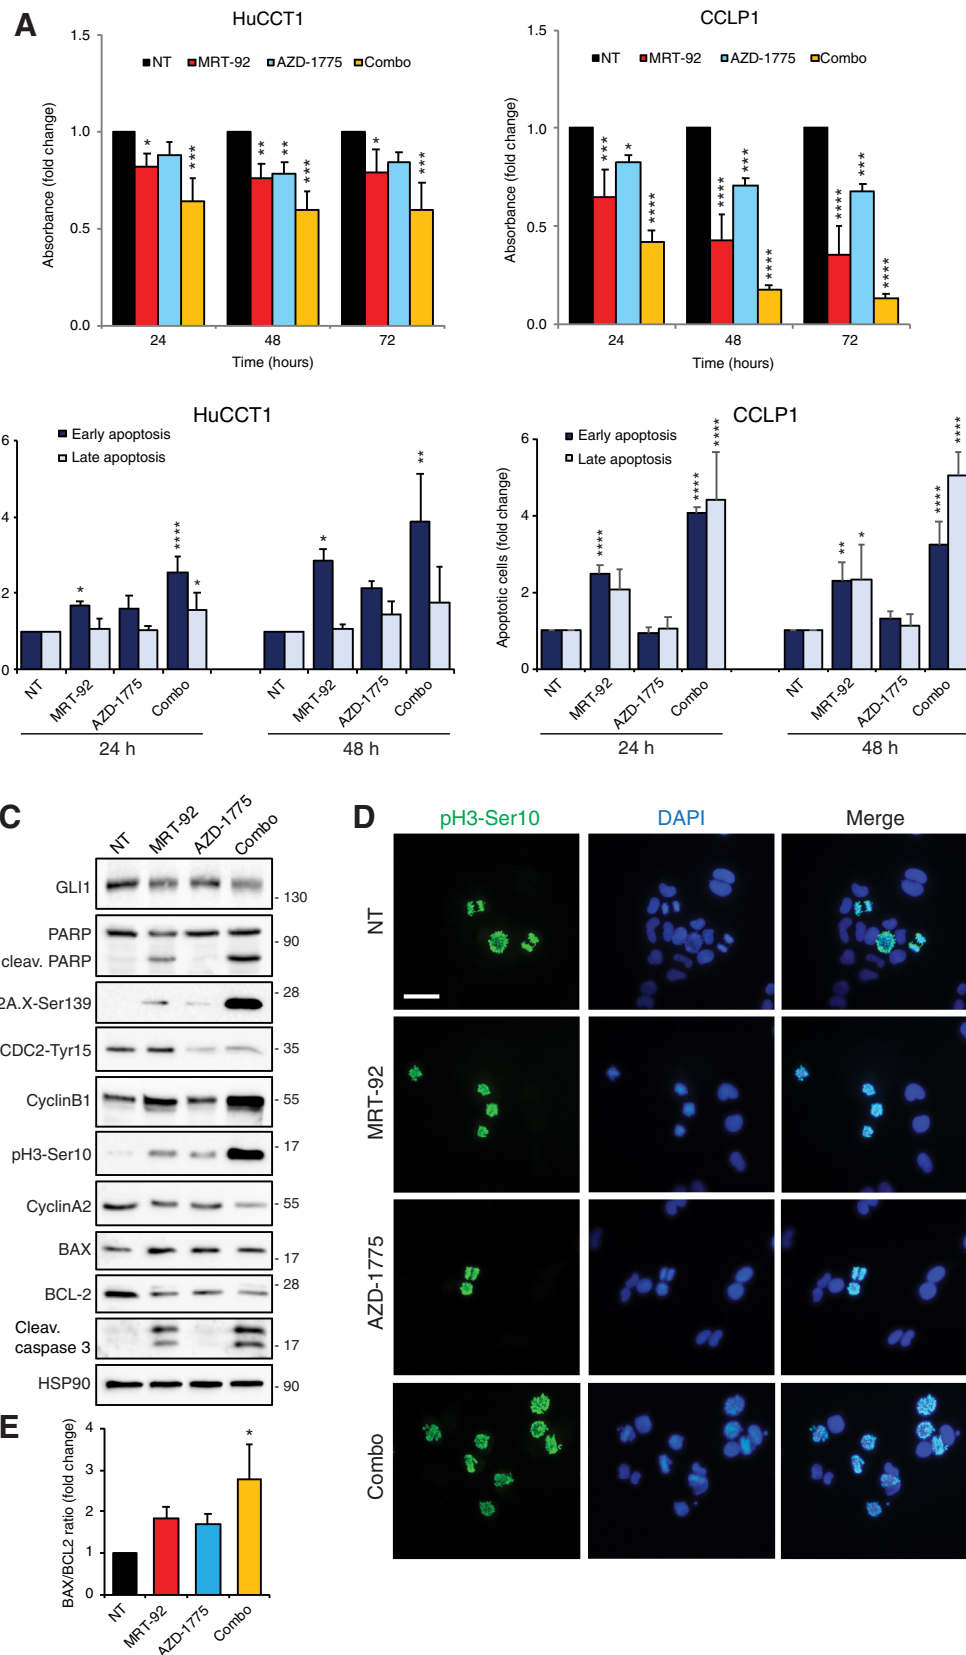 A
HuCCT1
1.5
1.0
0.5
0.0
Absorbance (fold change)
NT MRT-92 AZD-1775 Combo
* *** ** ** *** * ***
24 48 72
Time (hours)
CCLP1
1.5
1.0
0.5
0.0
Absorbance (fold change)
NT MRT-92 AZD-1775 Combo
*** * **** **** *** **** **** *** ****
24 48 72
Time (hours)
HuCCT1
6
4
2
0
Early apoptosis
Late apoptosis
* **** * * **
NT MRT-92 AZD-1775 Combo NT MRT-92 AZD-1775 Combo
24 h 48 h
CCLP1
6
4
2
0
Apoptotic cells (fold change)
Early apoptosis
Late apoptosis
**** **** **** ** * **** ****
NT MRT-92 AZD-1775 Combo NT MRT-92 AZD-1775 Combo
24 h 48 h
C
NT MRT-92 AZD-1775 Combo
GLI1 - 130
PARP - 90
cleav. PARP
2A.X-Ser139 - 28
CDC2-Tyr15 - 35
CyclinB1 - 55
pH3-Ser10 - 17
CyclinA2 - 55
BAX - 17
BCL-2 - 28
Cleav.
caspase 3 - 17
HSP90 - 90
D
pH3-Ser10 DAPI Merge
NT
MRT-92
AZD-1775
Combo
E
4
3
2
1
0
BAX/BCL2 ratio (fold change)
*
NT MRT-92 AZD-1775 Combo